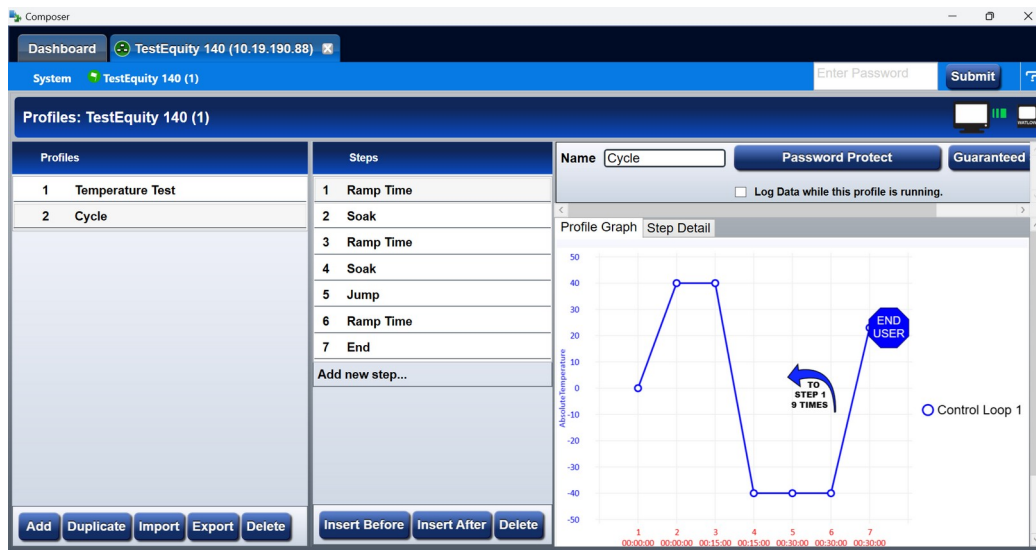 Composer
Dashboard
TestEquity 140 (10.19.190.88)
System
TestEquity 140 (1)
Enter Password
Submit
Profiles: TestEquity 140 (1)
WATLOW
Profiles
1 Temperature Test
2 Cycle
Add
Duplicate
Import
Export
Delete
Steps
1 Ramp Time
2 Soak
3 Ramp Time
4 Soak
5 Jump
6 Ramp Time
7 End
Add new step...
Insert Before
Insert After
Delete
Name
Cycle
Password Protect
Guaranteed
Log Data while this profile is running.
Profile Graph
Step Detail
AbsoluteTemperature
50
40
30
20
10
0
-10
-20
-30
-40
-50
END
USER
TO
STEP 1
9 TIMES
Control Loop 1
1 2 3 4 5 6 7
00:00:00 00:00:00 00:15:00 00:15:00 00:30:00 00:30:00 00:30:00